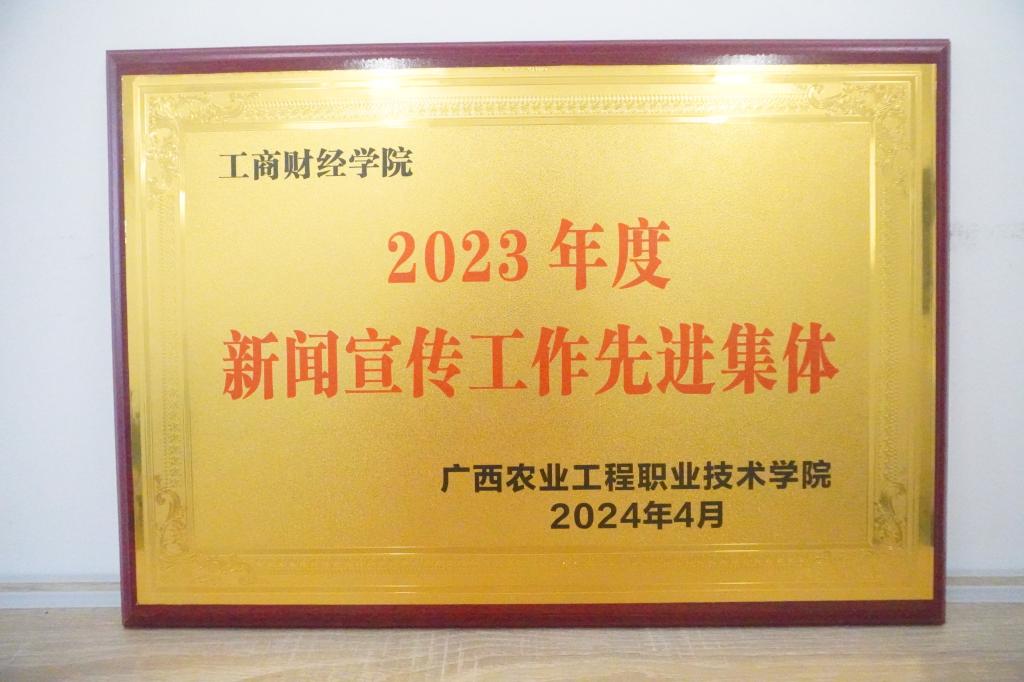 工商财经学院
2023 年度
新闻宣传工作先进集体
广西农业工程职业技术学院
2024年4月